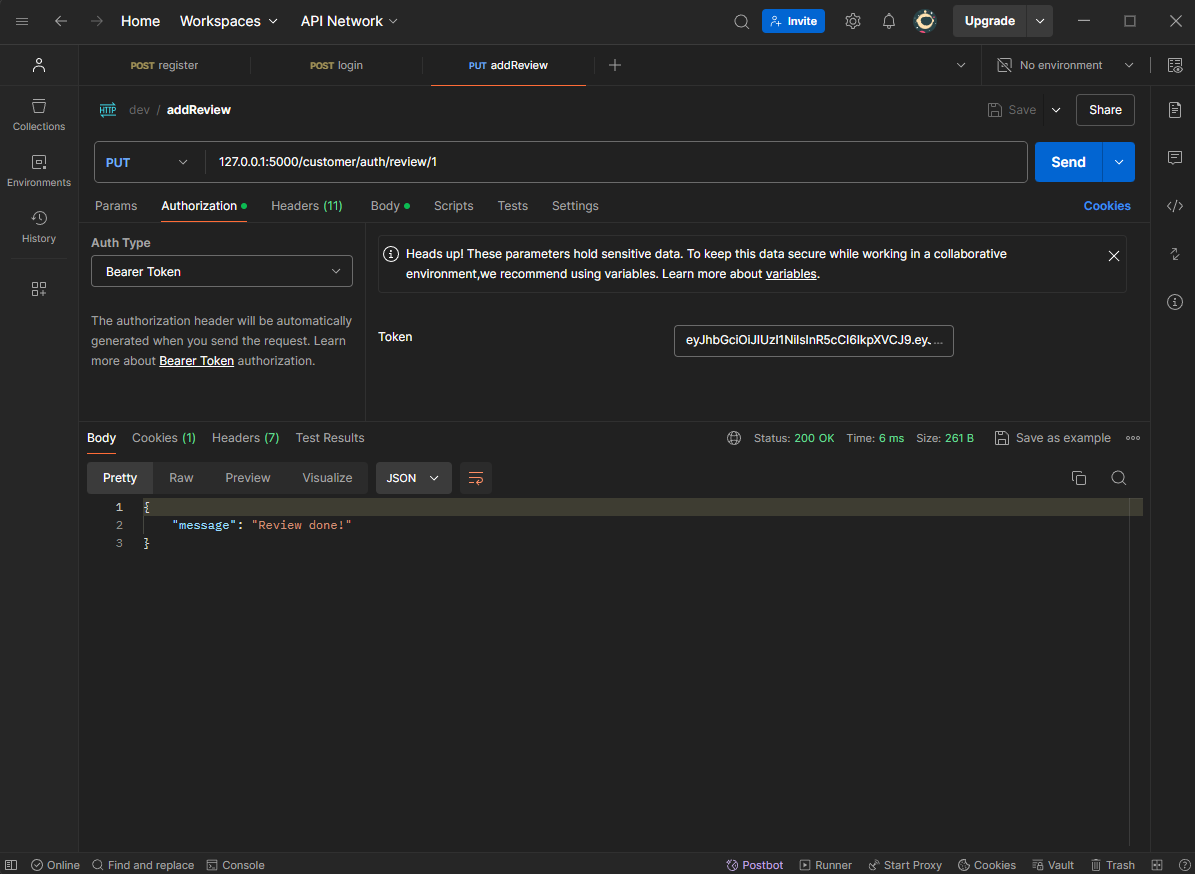 Home Workspaces API Network Invite Upgrade
POST register POST login PUT addReview No environment
HTTP dev / addReview Save Share
Collections
PUT 127.0.0.1:5000/customer/auth/review/1 Send
Environments
Params Authorization Headers (11) Body Scripts Tests Settings Cookies
History
Auth Type
Bearer Token
The authorization header will be automatically
generated when you send the request. Learn
more about Bearer Token authorization.
Heads up! These parameters hold sensitive data. To keep this data secure while working in a collaborative
environment,we recommend using variables. Learn more about variables.
Token eyJhbGciOiJIUzI1NiIsInR5cCI6IkpXVCJ9.eyJ...
Body Cookies (1) Headers (7) Test Results Status: 200 OK Time: 6 ms Size: 261 B Save as example
Pretty Raw Preview Visualize JSON
1 {
2 "message": "Review done!"
3 }
Online Find and replace Console Postbot Runner Start Proxy Cookies Vault Trash